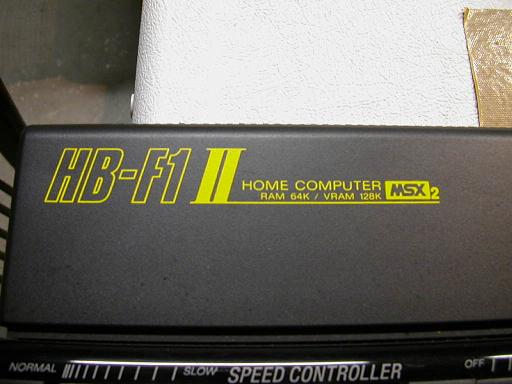 HB-F1 II HOME COMPUTER MSX2
RAM 64K / VRAM 128K
NORMAL SLOW SPEED CONTROLLER OFF